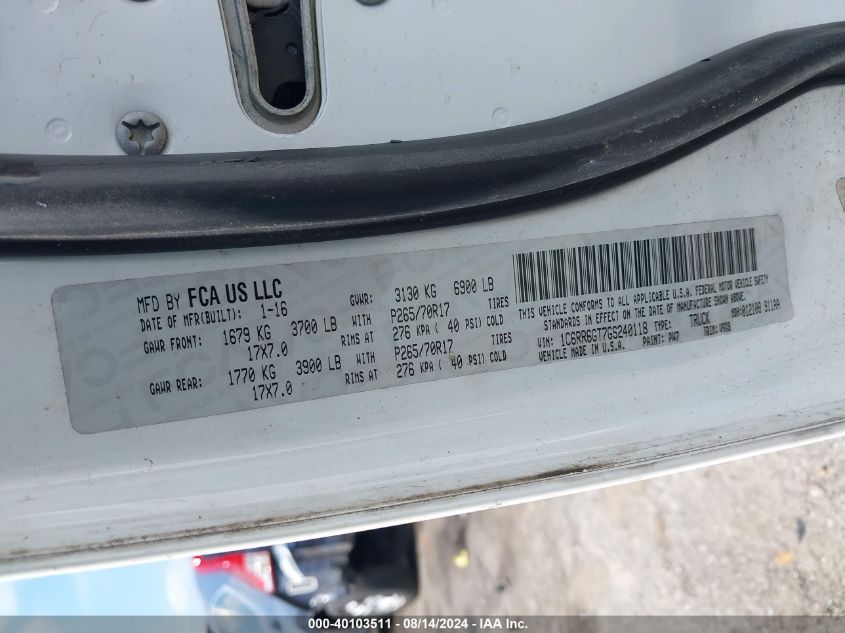 MFD BY FCA US LLC
DATE OF MFR(BUILT): 1-16
GVWR: 3130 KG 6900 LB
GAWR FRONT: 1679 KG 3700 LB WITH P265/70R17 TIRES
17X7.0 RIMS AT 276 KPA ( 40 PSI) COLD
GAWR REAR: 1770 KG 3900 LB WITH P265/70R17 TIRES
17X7.0 RIMS AT 276 KPA ( 40 PSI) COLD
THIS VEHICLE CONFORMS TO ALL APPLICABLE U.S.A. FEDERAL MOTOR VEHICLE SAFETY
STANDARDS IN EFFECT ON THE DATE OF MANUFACTURE SHOWN ABOVE.
VIN: 1C6RR6GT7GS240118 TYPE: TRUCK
MADE IN U.S.A. PAINT: PW7 TRIM:
000-40103511 - 08/14/2024 - IAA Inc.